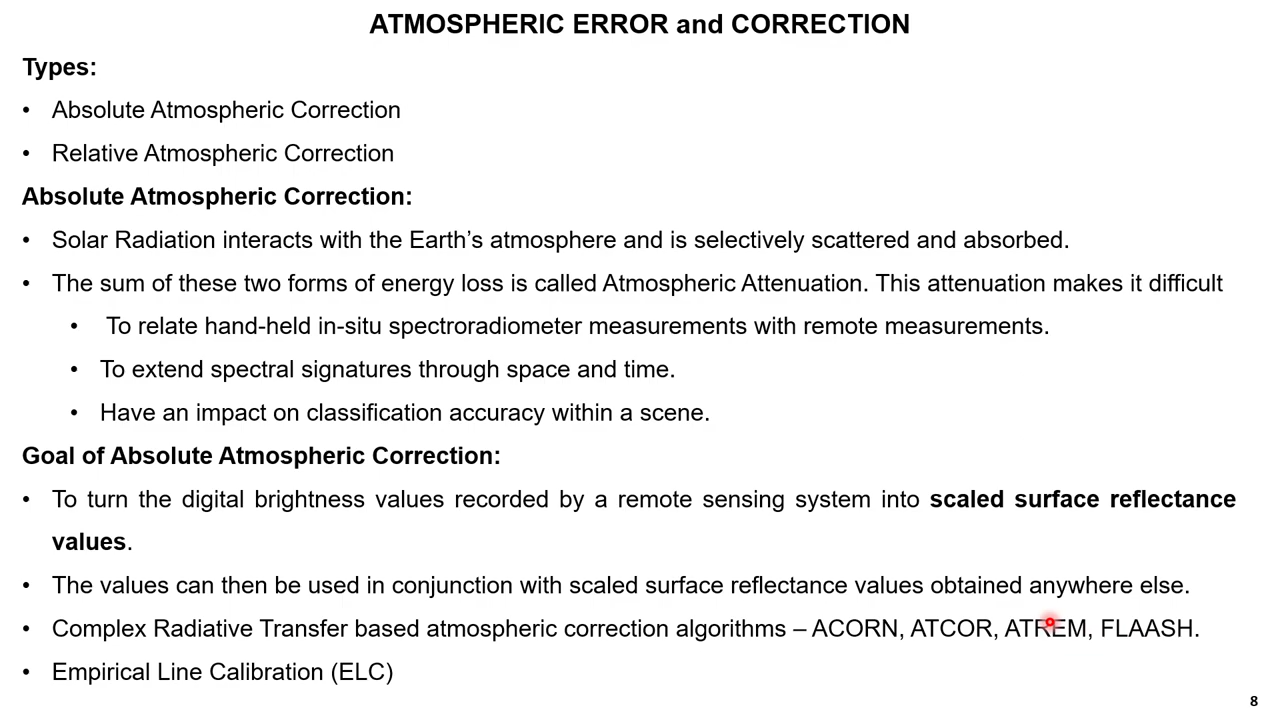 ATMOSPHERIC ERROR and CORRECTION
Types:
• Absolute Atmospheric Correction
• Relative Atmospheric Correction
Absolute Atmospheric Correction:
• Solar Radiation interacts with the Earth’s atmosphere and is selectively scattered and absorbed.
• The sum of these two forms of energy loss is called Atmospheric Attenuation. This attenuation makes it difficult
• To relate hand-held in-situ spectroradiometer measurements with remote measurements.
• To extend spectral signatures through space and time.
• Have an impact on classification accuracy within a scene.
Goal of Absolute Atmospheric Correction:
• To turn the digital brightness values recorded by a remote sensing system into scaled surface reflectance
values.
• The values can then be used in conjunction with scaled surface reflectance values obtained anywhere else.
• Complex Radiative Transfer based atmospheric correction algorithms – ACORN, ATCOR, ATREM, FLAASH.
• Empirical Line Calibration (ELC)
8